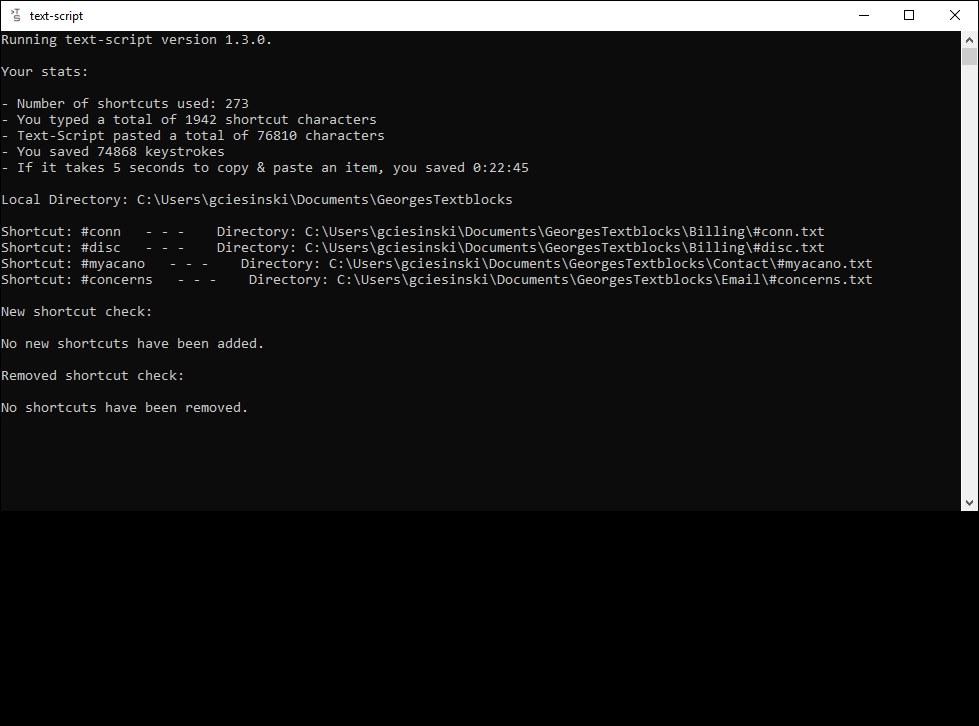 text-script
Running text-script version 1.3.0.
Your stats:
- Number of shortcuts used: 273
- You typed a total of 1942 shortcut characters
- Text-Script pasted a total of 76810 characters
- You saved 74868 keystrokes
- If it takes 5 seconds to copy & paste an item, you saved 0:22:45
Local Directory: C:\Users\gciesinski\Documents\GeorgesTextblocks
Shortcut: #conn   - - -    Directory: C:\Users\gciesinski\Documents\GeorgesTextblocks\Billing\#conn.txt
Shortcut: #disc   - - -    Directory: C:\Users\gciesinski\Documents\GeorgesTextblocks\Billing\#disc.txt
Shortcut: #myacano   - - -    Directory: C:\Users\gciesinski\Documents\GeorgesTextblocks\Contact\#myacano.txt
Shortcut: #concerns   - - -    Directory: C:\Users\gciesinski\Documents\GeorgesTextblocks\Email\#concerns.txt
New shortcut check:
No new shortcuts have been added.
Removed shortcut check:
No shortcuts have been removed.